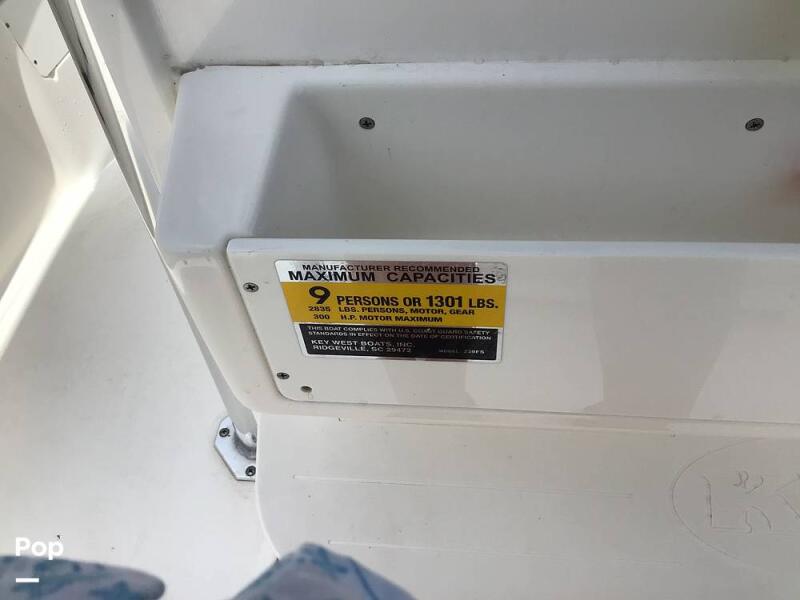 MANUFACTURER RECOMMENDED
MAXIMUM CAPACITIES
9 PERSONS OR 1301 LBS.
2835 LBS. PERSONS, MOTOR, GEAR
300 H.P. MOTOR MAXIMUM
THIS BOAT COMPLIES WITH U.S. COAST GUARD SAFETY
STANDARDS IN EFFECT ON THE DATE OF CERTIFICATION
KEY WEST BOATS, INC.
RIDGEVILLE, SC 29472 MODEL: 239FS
Pop